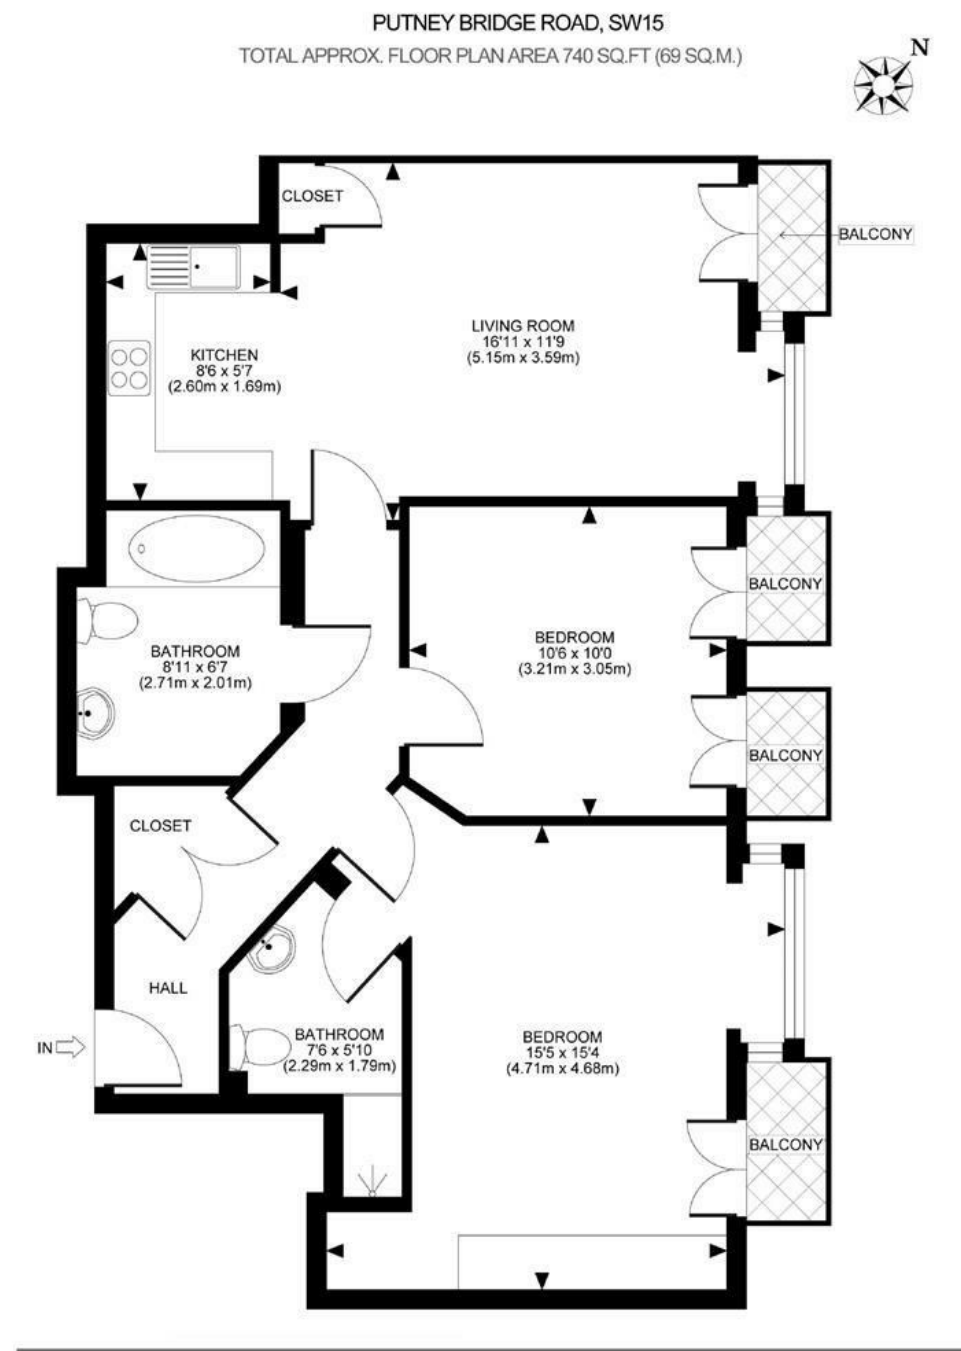 PUTNEY BRIDGE ROAD, SW15
TOTAL APPROX. FLOOR PLAN AREA 740 SQ.FT (69 SQ.M.)
N
CLOSET
BALCONY
LIVING ROOM
16'11 x 11'9
(5.15m x 3.59m)
KITCHEN
8'6 x 5'7
(2.60m x 1.69m)
BALCONY
BEDROOM
10'6 x 10'0
(3.21m x 3.05m)
BATHROOM
8'11 x 6'7
(2.71m x 2.01m)
BALCONY
CLOSET
HALL
IN
BATHROOM
7'6 x 5'10
(2.29m x 1.79m)
BEDROOM
15'5 x 15'4
(4.71m x 4.68m)
BALCONY